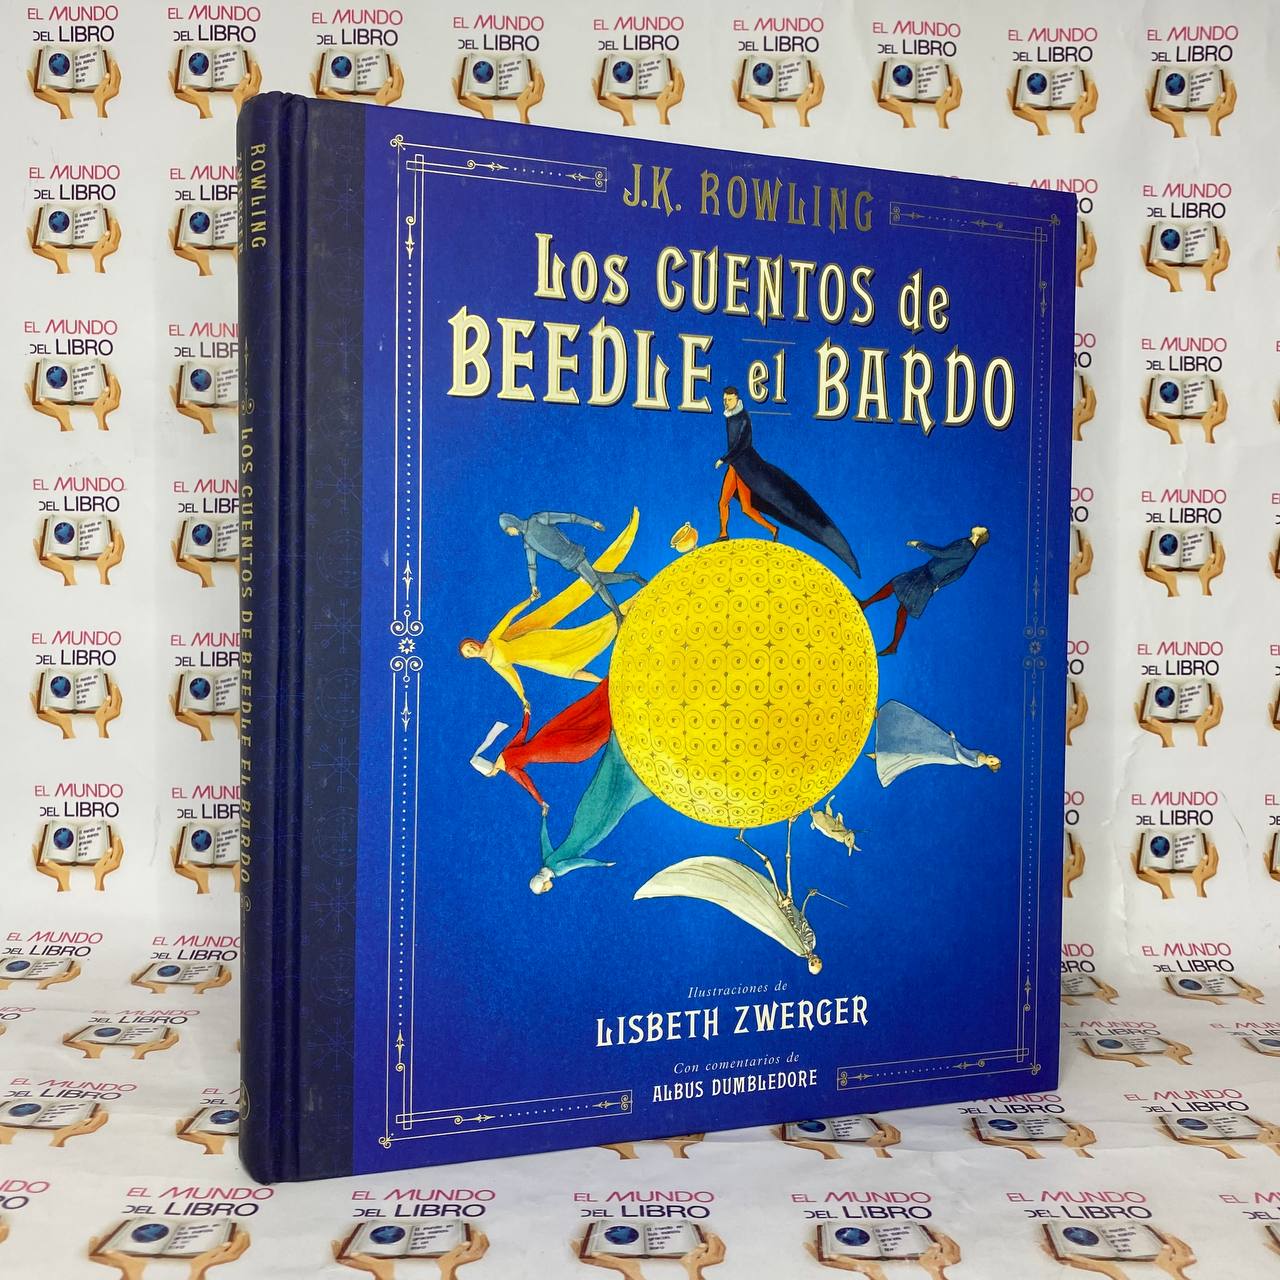 J.K. ROWLING
LOS CUENTOS de
BEEDLE el BARDO
Ilustraciones de
LISBETH ZWERGER
Con comentarios de
ALBUS DUMBLEDORE
ROWLING
ZWERGER
LOS CUENTOS DE BEEDLE EL BARDO
EL MUNDO
DEL LIBRO